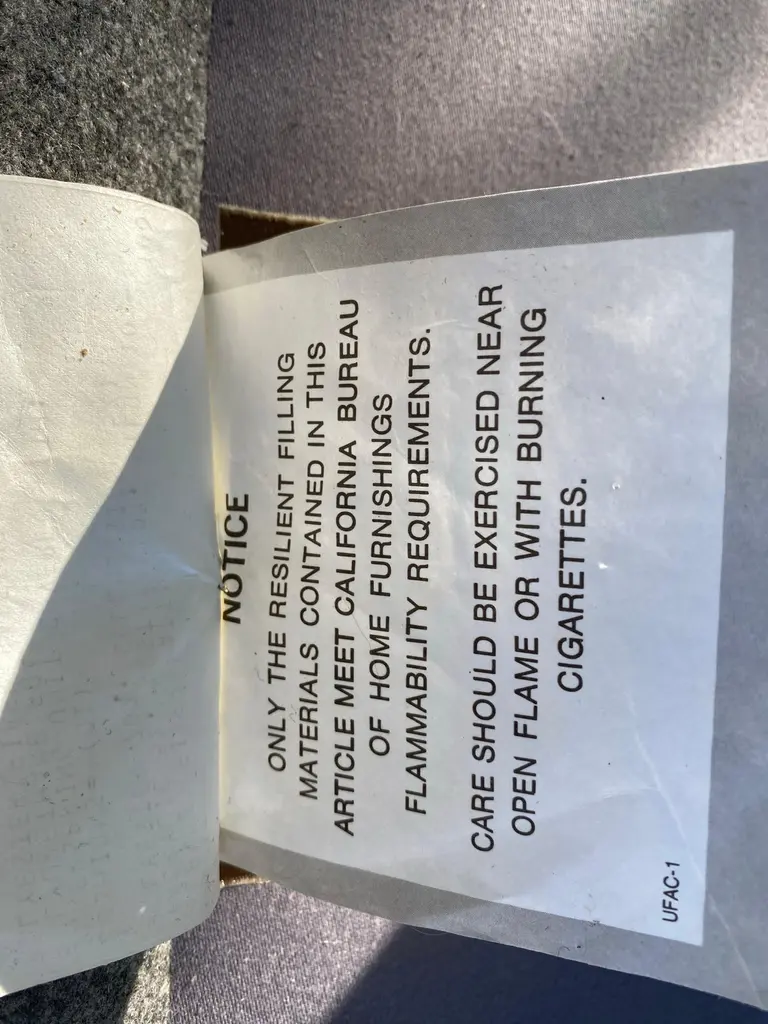 NOTICE
ONLY THE RESILIENT FILLING
MATERIALS CONTAINED IN THIS
ARTICLE MEET CALIFORNIA BUREAU
OF HOME FURNISHINGS
FLAMMABILITY REQUIREMENTS.
CARE SHOULD BE EXERCISED NEAR
OPEN FLAME OR WITH BURNING
CIGARETTES.
UFAC-1